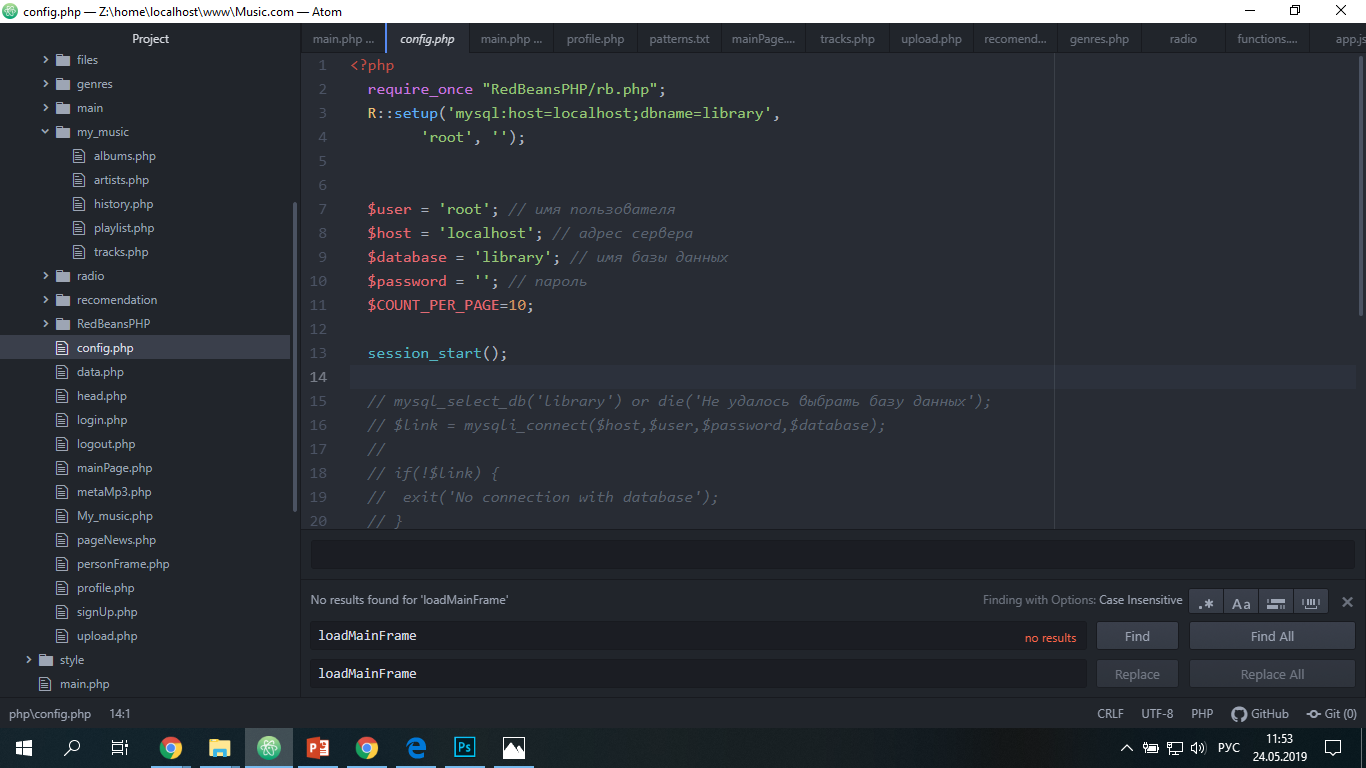 config.php — Z:\home\localhost\www\Music.com — Atom
Project
files
genres
main
my_music
albums.php
artists.php
history.php
playlist.php
tracks.php
radio
recomendation
RedBeansPHP
config.php
data.php
head.php
login.php
logout.php
mainPage.php
metaMp3.php
My_music.php
pageNews.php
personFrame.php
profile.php
signUp.php
upload.php
style
main.php
main.php ... config.php main.php ... profile.php patterns.txt mainPage.... tracks.php upload.php recomend... genres.php radio functions.... app.js
1 <?php
2 require_once "RedBeansPHP/rb.php";
3 R::setup('mysql:host=localhost;dbname=library',
4 'root', '');
5
6
7 $user = 'root'; // имя пользователя
8 $host = 'localhost'; // адрес сервера
9 $database = 'library'; // имя базы данных
10 $password = ''; // пароль
11 $COUNT_PER_PAGE=10;
12
13 session_start();
14
15 // mysql_select_db('library') or die('Не удалось выбрать базу данных');
16 // $link = mysqli_connect($host,$user,$password,$database);
17 //
18 // if(!$link) {
19 //  exit('No connection with database');
20 // }
No results found for 'loadMainFrame' Finding with Options: Case Insensitive .* Aa
loadMainFrame no results Find Find All
loadMainFrame Replace Replace All
php\config.php 14:1 CRLF UTF-8 PHP GitHub Git (0)
Ps РУС 11:53
24.05.2019